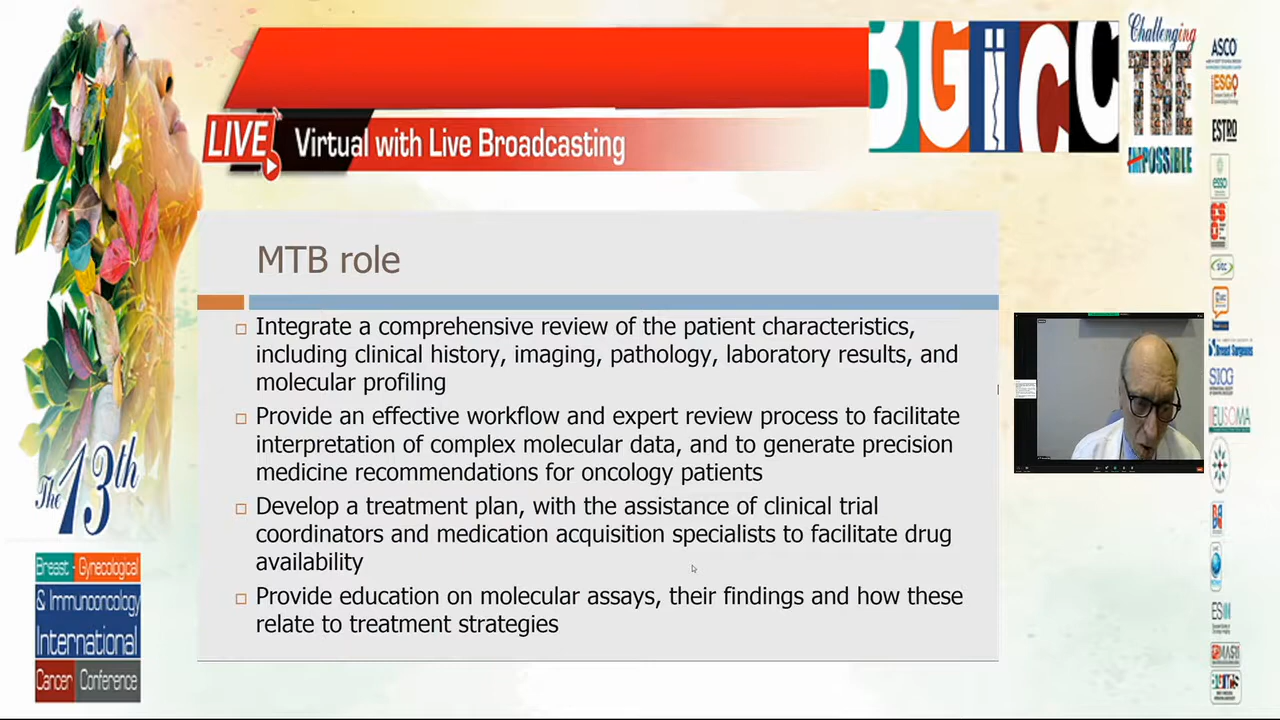 BGiCC
Challenging
THE
IMPOSSIBLE
LIVE
Virtual with Live Broadcasting
MTB role
Integrate a comprehensive review of the patient characteristics,
including clinical history, imaging, pathology, laboratory results, and
molecular profiling
Provide an effective workflow and expert review process to facilitate
interpretation of complex molecular data, and to generate precision
medicine recommendations for oncology patients
Develop a treatment plan, with the assistance of clinical trial
coordinators and medication acquisition specialists to facilitate drug
availability
Provide education on molecular assays, their findings and how these
relate to treatment strategies
The 13th
Breast - Gynecological
& Immunooncology
International
Cancer Conference
ASCO
ESGO
ESTRO
ESSO
SICG
EUSOMA